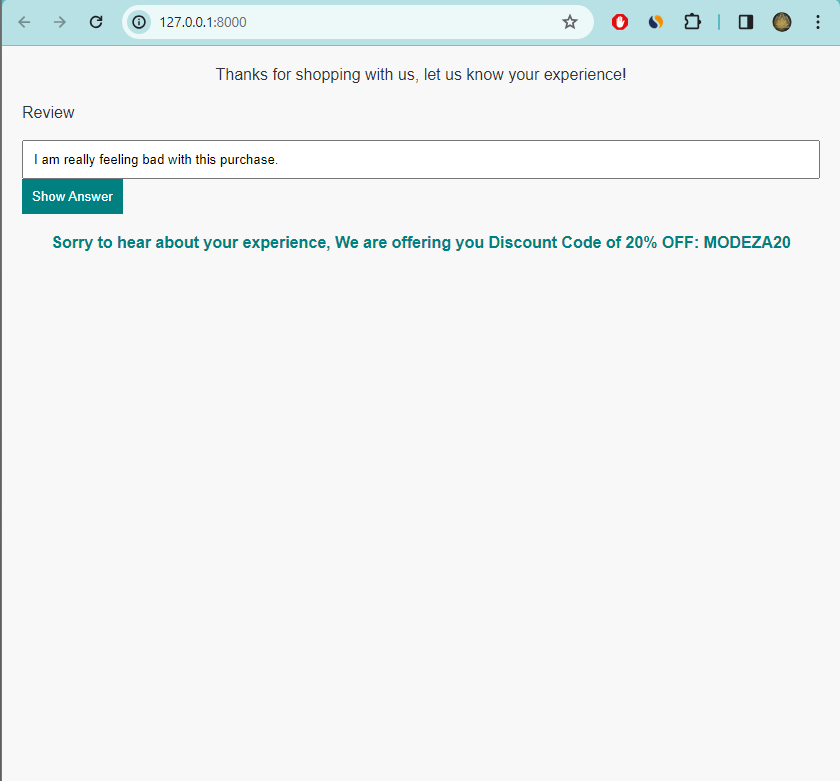 127.0.0.1:8000
Thanks for shopping with us, let us know your experience!
Review
I am really feeling bad with this purchase.
Show Answer
Sorry to hear about your experience, We are offering you Discount Code of 20% OFF: MODEZA20